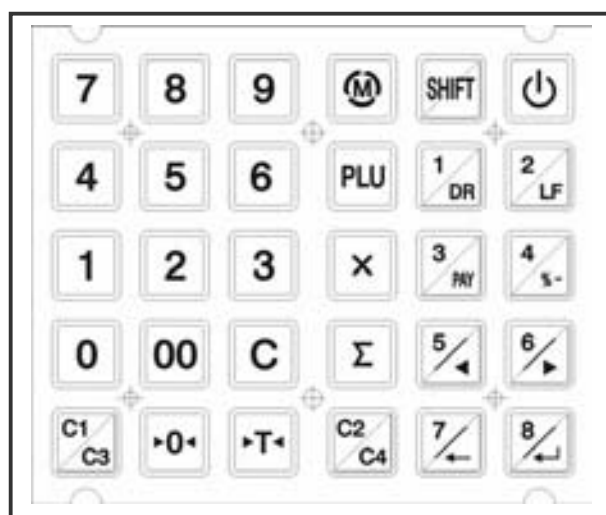 7 8 9 M SHIFT
4 5 6 PLU 1 DR 2 LF
1 2 3 × 3 PAY 4 %-
0 00 C Σ 5 ◄ 6 ►
C1 C3 ►0◄ ►T◄ C2 C4 7 ← 8 ↵